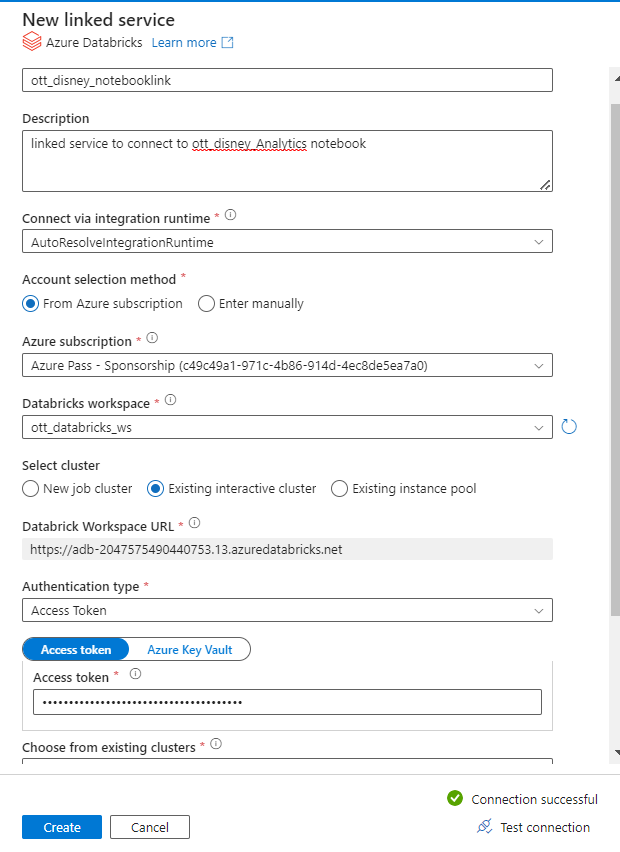 New linked service
Azure Databricks Learn more
ott_disney_notebooklink
Description
linked service to connect to ott_disney_Analytics notebook
Connect via integration runtime *
AutoResolveIntegrationRuntime
Account selection method *
From Azure subscription Enter manually
Azure subscription *
Azure Pass - Sponsorship (c49c49a1-971c-4b86-914d-4ec8de5ea7a0)
Databricks workspace *
ott_databricks_ws
Select cluster
New job cluster Existing interactive cluster Existing instance pool
Databrick Workspace URL *
https://adb-2047575490440753.13.azuredatabricks.net
Authentication type *
Access Token
Access token Azure Key Vault
Access token *
••••••••••••••••••••••••••••••••••••••
Choose from existing clusters *
Connection successful
Create Cancel Test connection